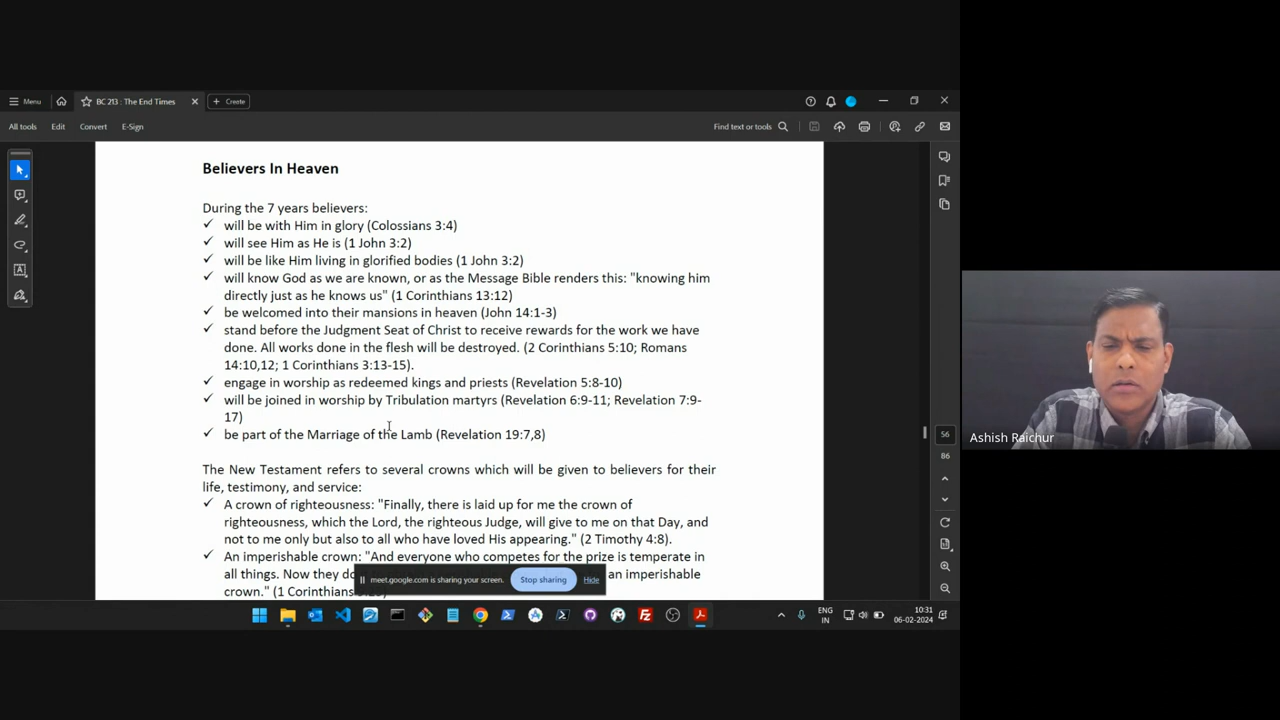 Menu
BC 213 : The End Times
Create
All tools
Edit
Convert
E-Sign
Find text or tools
Believers In Heaven
During the 7 years believers:
✓ will be with Him in glory (Colossians 3:4)
✓ will see Him as He is (1 John 3:2)
✓ will be like Him living in glorified bodies (1 John 3:2)
✓ will know God as we are known, or as the Message Bible renders this: "knowing him
directly just as he knows us" (1 Corinthians 13:12)
✓ be welcomed into their mansions in heaven (John 14:1-3)
✓ stand before the Judgment Seat of Christ to receive rewards for the work we have
done. All works done in the flesh will be destroyed. (2 Corinthians 5:10; Romans
14:10,12; 1 Corinthians 3:13-15).
✓ engage in worship as redeemed kings and priests (Revelation 5:8-10)
✓ will be joined in worship by Tribulation martyrs (Revelation 6:9-11; Revelation 7:9-
17)
✓ be part of the Marriage of the Lamb (Revelation 19:7,8)
The New Testament refers to several crowns which will be given to believers for their
life, testimony, and service:
✓ A crown of righteousness: "Finally, there is laid up for me the crown of
righteousness, which the Lord, the righteous Judge, will give to me on that Day, and
not to me only but also to all who have loved His appearing." (2 Timothy 4:8).
✓ An imperishable crown: "And everyone who competes for the prize is temperate in
all things. Now they do an imperishable
crown." (1 Corinthians
meet.google.com is sharing your screen.
Stop sharing
Hide
56
86
Ashish Raichur
ENG
IN
10:31
06-02-2024